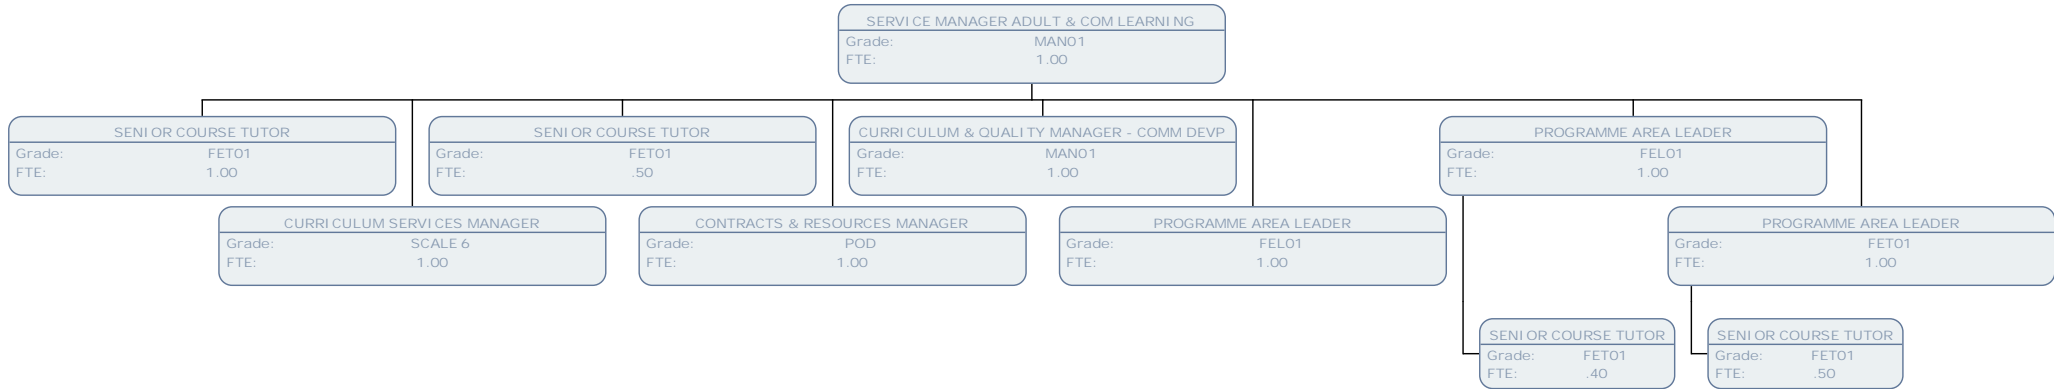 SERVICE MANAGER ADULT & COM LEARNING
Grade: MAN01
FTE: 1.00
SENIOR COURSE TUTOR
Grade: FET01
FTE: 1.00
SENIOR COURSE TUTOR
Grade: FET01
FTE: .50
CURRICULUM & QUALITY MANAGER - COMM DEVP
Grade: MAN01
FTE: 1.00
PROGRAMME AREA LEADER
Grade: FEL01
FTE: 1.00
CURRICULUM SERVICES MANAGER
Grade: SCALE 6
FTE: 1.00
CONTRACTS & RESOURCES MANAGER
Grade: POD
FTE: 1.00
PROGRAMME AREA LEADER
Grade: FEL01
FTE: 1.00
PROGRAMME AREA LEADER
Grade: FET01
FTE: 1.00
SENIOR COURSE TUTOR
Grade: FET01
FTE: .40
SENIOR COURSE TUTOR
Grade: FET01
FTE: .50